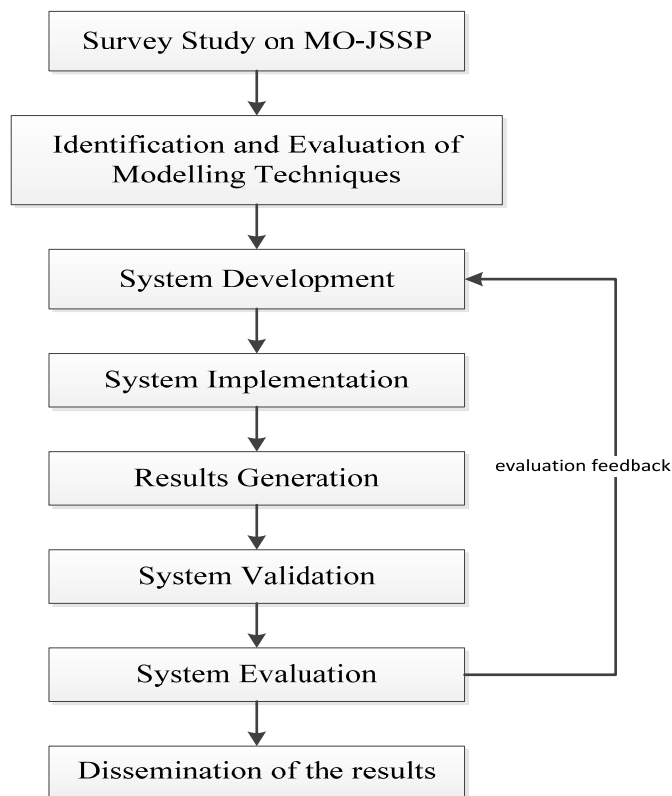 Survey Study on MO-JSSP
Identification and Evaluation of
Modelling Techniques
System Development
System Implementation
Results Generation
evaluation feedback
System Validation
System Evaluation
Dissemination of the results